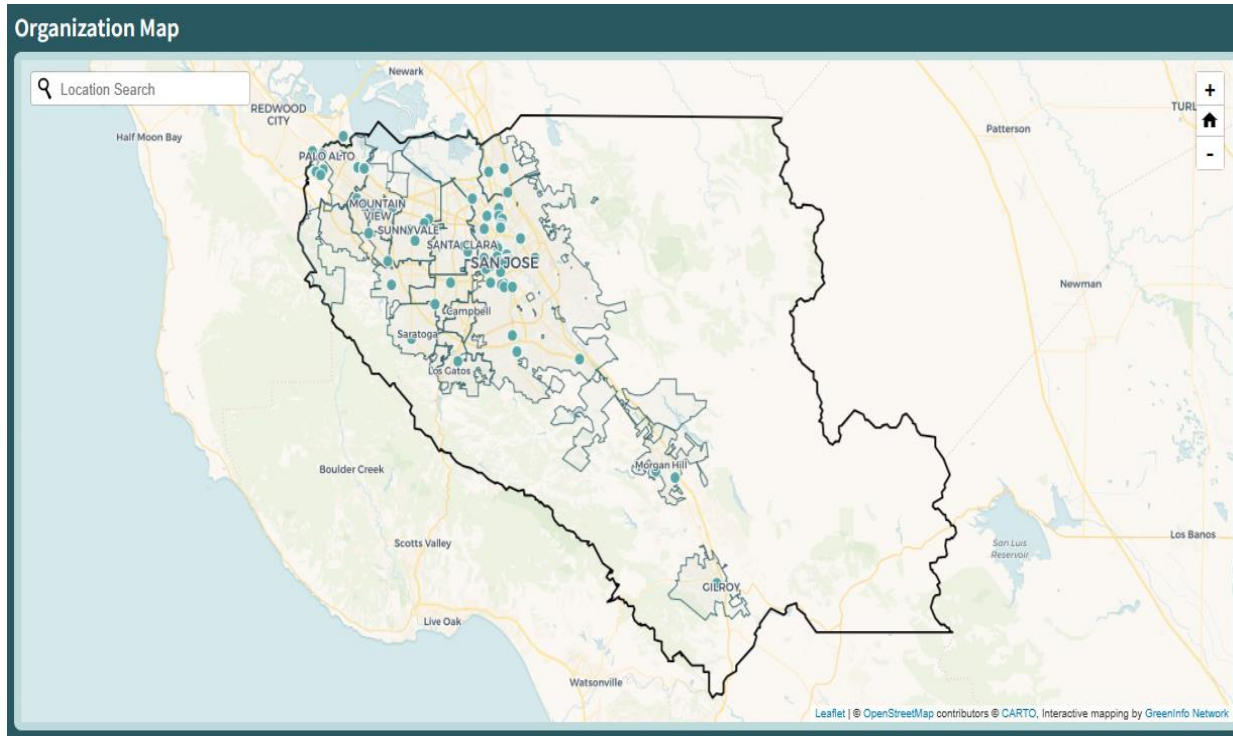 Organization Map
Location Search
Newark
REDWOOD
CITY
Half Moon Bay
PALO ALTO
MOUNTAIN
VIEW
SUNNYVALE
SANTA CLARA
SAN JOSE
Campbell
Saratoga
Los Gatos
Morgan Hill
GILROY
Boulder Creek
Scotts Valley
Live Oak
Watsonville
+
TURL
-
Patterson
Newman
San Luis
Reservoir
Los Banos
Leaflet | © OpenStreetMap contributors © CARTO, Interactive mapping by GreenInfo Network